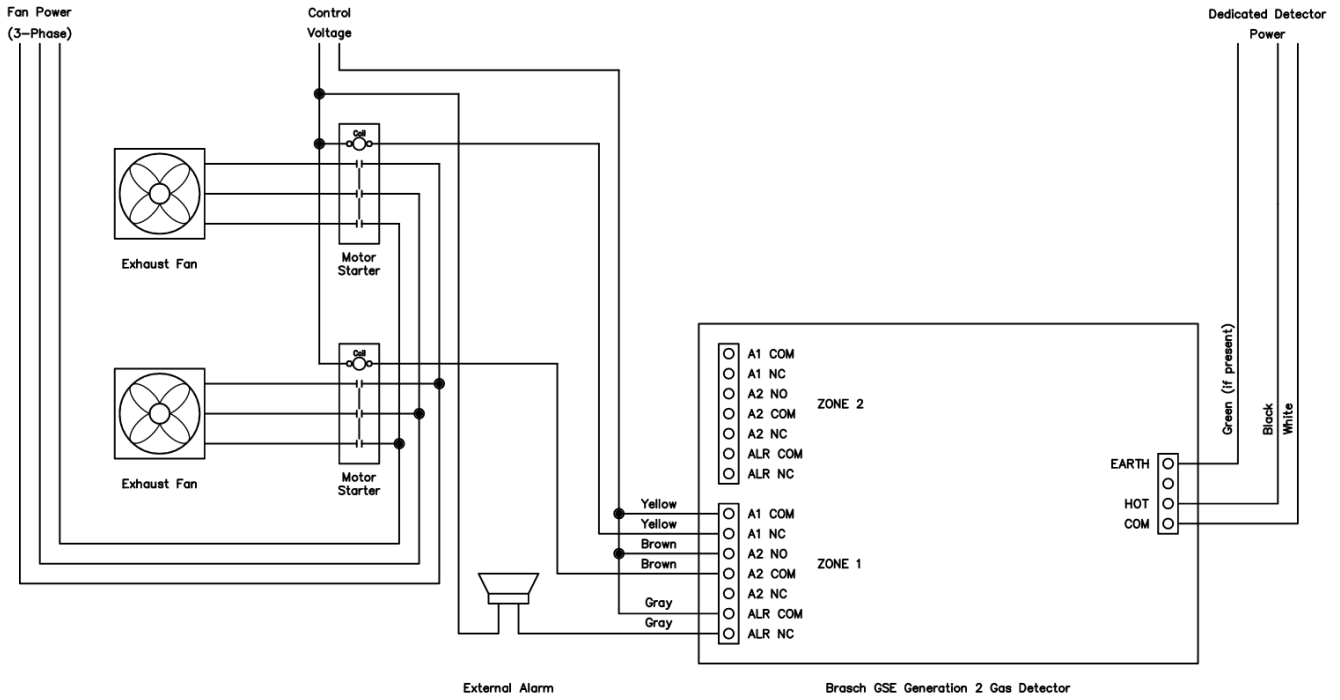 Fan Power
(3-Phase)
Control
Voltage
Dedicated Detector
Power
Coil
Exhaust Fan
Motor
Starter
Coil
Exhaust Fan
Motor
Starter
Green (if present)
Black
White
A1 COM
A1 NC
A2 NO
A2 COM
A2 NC
ALR COM
ALR NC
ZONE 2
EARTH
HOT
COM
Yellow
Yellow
Brown
Brown
Gray
Gray
A1 COM
A1 NC
A2 NO
A2 COM
A2 NC
ALR COM
ALR NC
ZONE 1
External Alarm
Brasch GSE Generation 2 Gas Detector